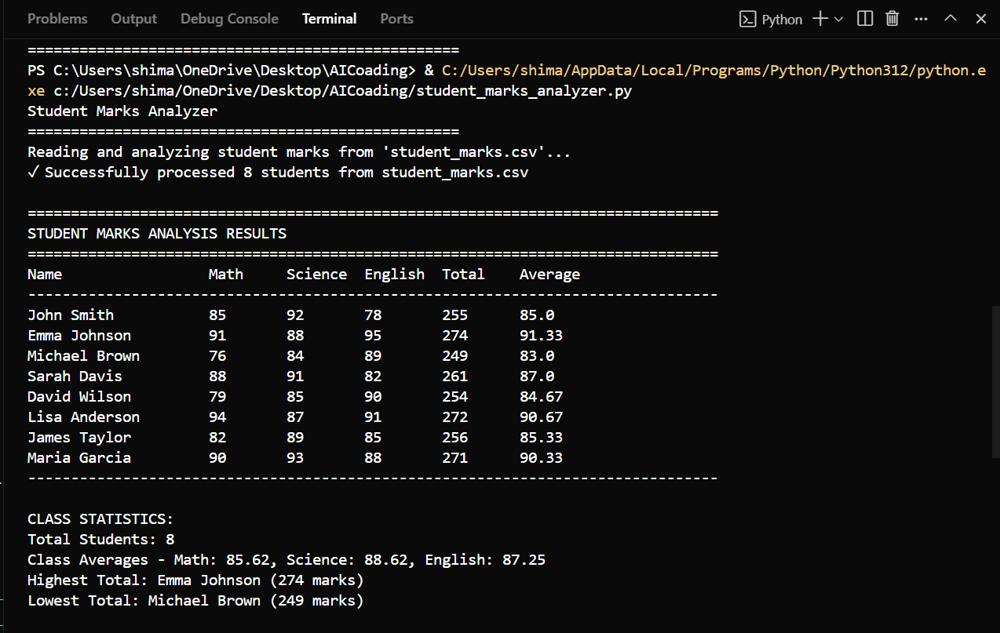 Problems Output Debug Console Terminal Ports Python
==================================================
PS C:\Users\shima\OneDrive\Desktop\AICoading> & C:/Users/shima/AppData/Local/Programs/Python/Python312/python.e
xe c:/Users/shima/OneDrive/Desktop/AICoading/student_marks_analyzer.py
Student Marks Analyzer
==================================================
Reading and analyzing student marks from 'student_marks.csv'...
✓ Successfully processed 8 students from student_marks.csv
================================================================================
STUDENT MARKS ANALYSIS RESULTS
================================================================================
Name                 Math     Science  English  Total    Average
--------------------------------------------------------------------------------
John Smith           85       92       78       255      85.0
Emma Johnson         91       88       95       274      91.33
Michael Brown        76       84       89       249      83.0
Sarah Davis          88       91       82       261      87.0
David Wilson         79       85       90       254      84.67
Lisa Anderson        94       87       91       272      90.67
James Taylor         82       89       85       256      85.33
Maria Garcia         90       93       88       271      90.33
--------------------------------------------------------------------------------
CLASS STATISTICS:
Total Students: 8
Class Averages - Math: 85.62, Science: 88.62, English: 87.25
Highest Total: Emma Johnson (274 marks)
Lowest Total: Michael Brown (249 marks)